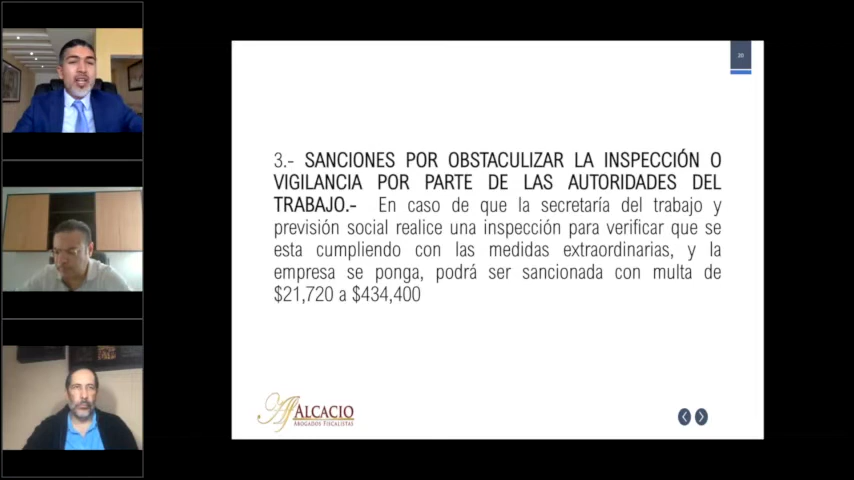 20
3.- SANCIONES POR OBSTACULIZAR LA INSPECCIÓN O
VIGILANCIA POR PARTE DE LAS AUTORIDADES DEL
TRABAJO.- En caso de que la secretaría del trabajo y
previsión social realice una inspección para verificar que se
esta cumpliendo con las medidas extraordinarias, y la
empresa se ponga, podrá ser sancionada con multa de
$21,720 a $434,400
ALCACIO
ABOGADOS FISCALISTAS